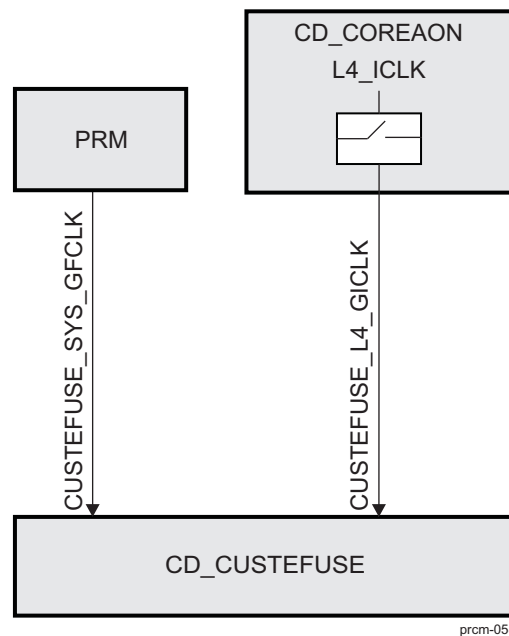 CD_COREAON
L4_ICLK
PRM
CUSTEFUSE_SYS_GFCLK
CUSTEFUSE_L4_GICLK
CD_CUSTEFUSE
prcm-05